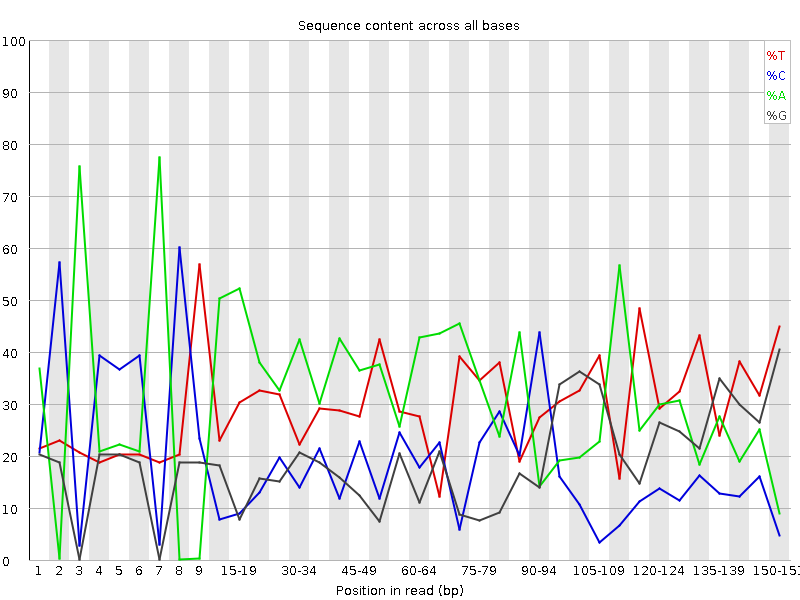 Sequence content across all bases
100
90
80
70
60
50
40
30
20
10
0
%T
%C
%A
%G
1 2 3 4 5 6 7 8 9 15-19 30-34 45-49 60-64 75-79 90-94 105-109 120-124 135-139 150-151
Position in read (bp)